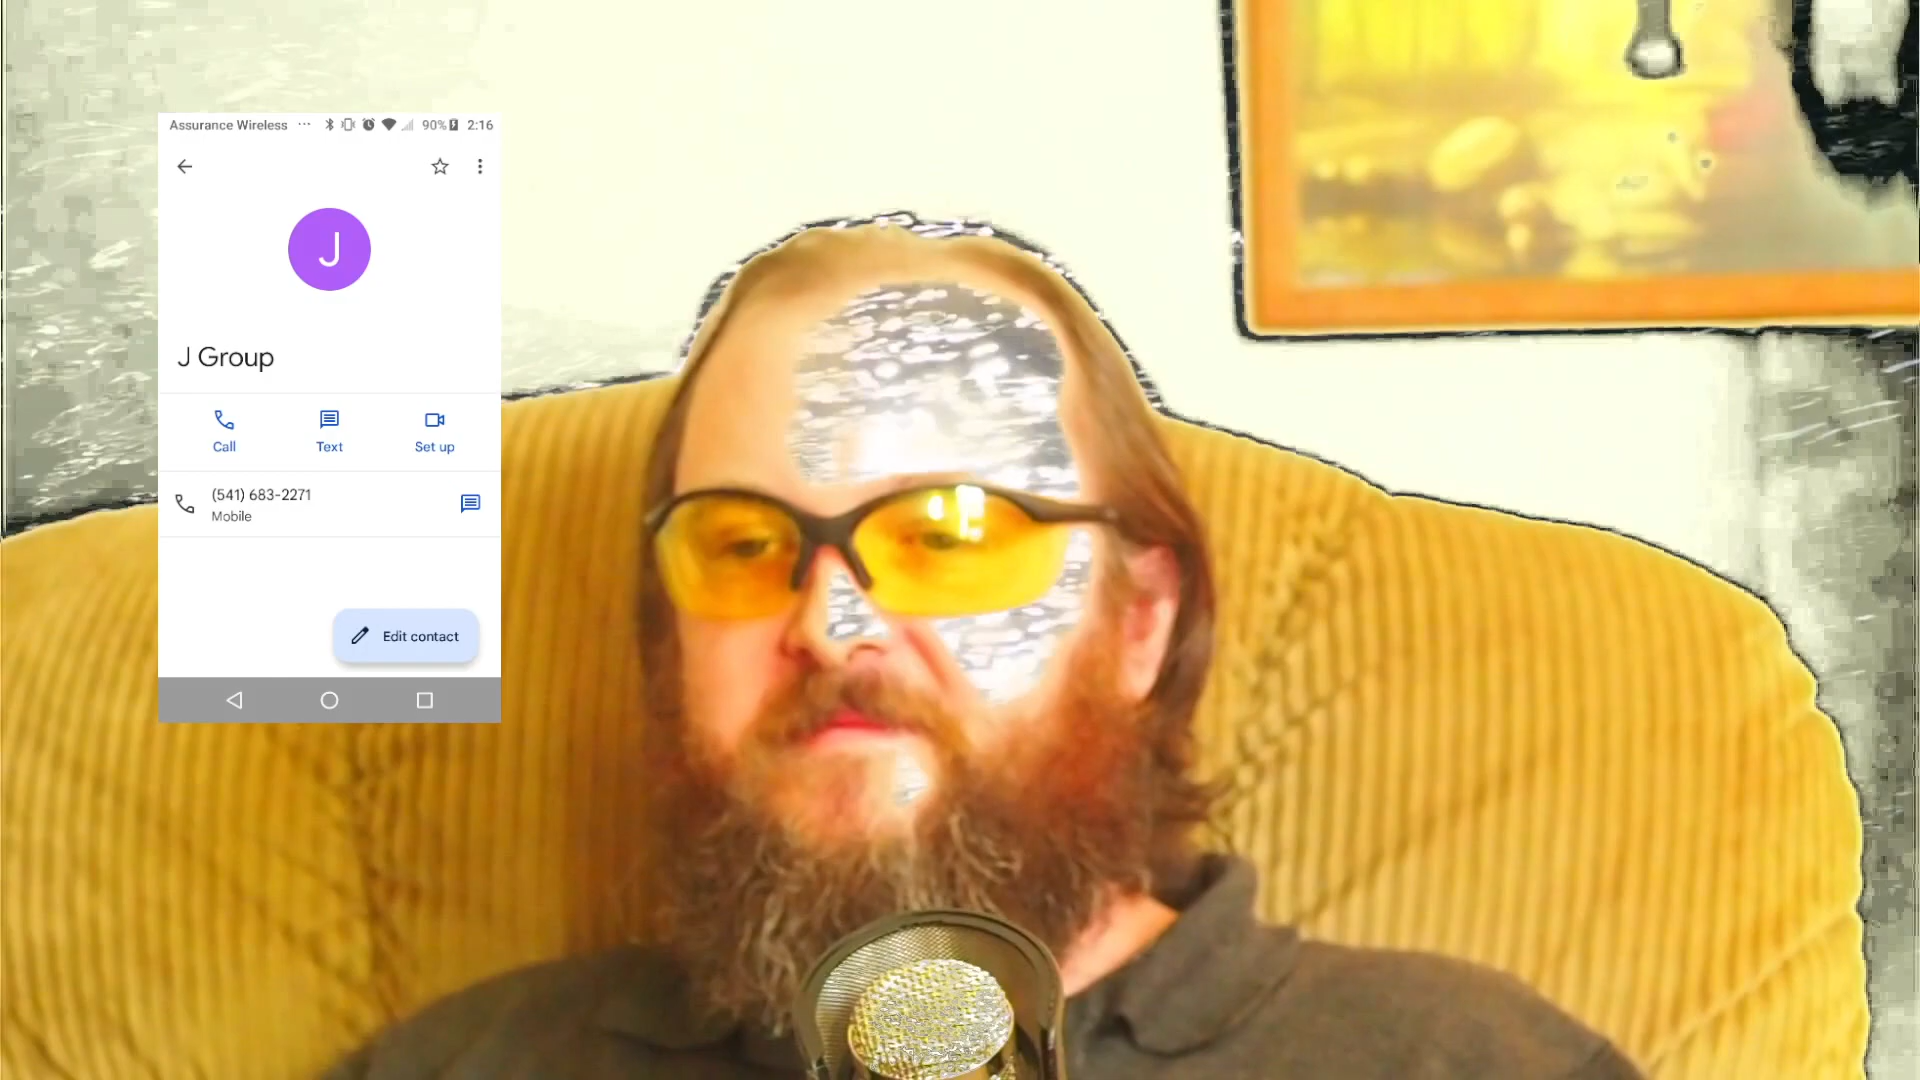 Assurance Wireless ··· 90% 2:16
J
J Group
Call Text Set up
(541) 683-2271
Mobile
Edit contact